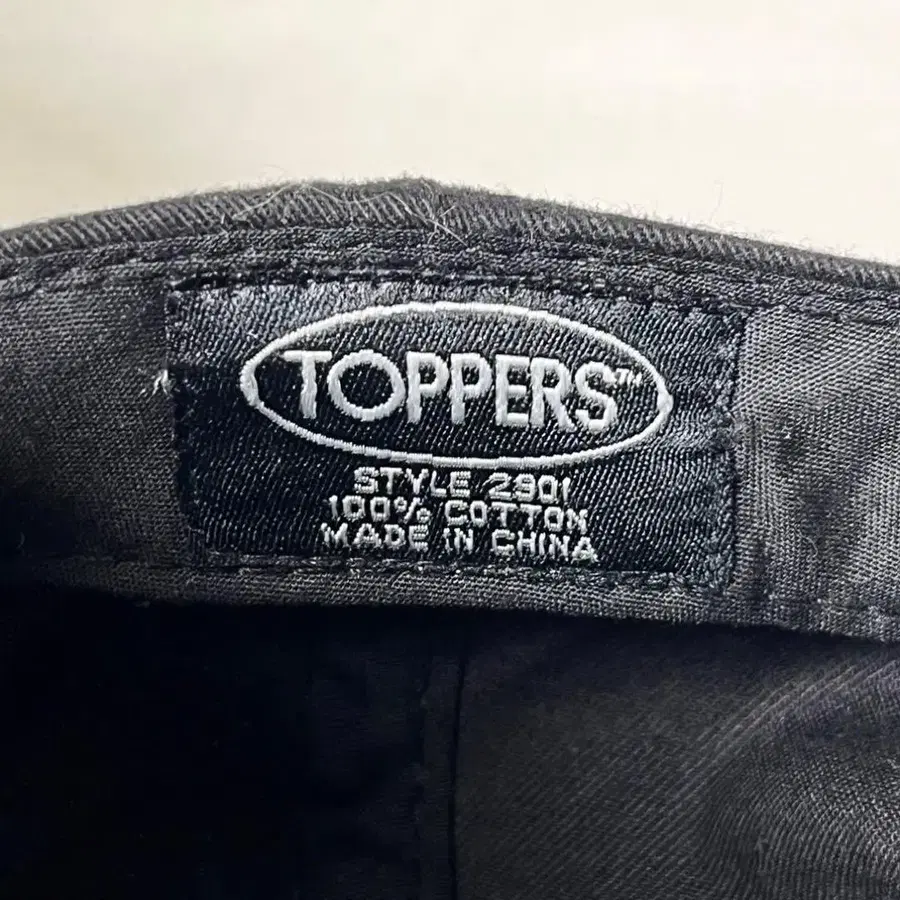 TOPPERS™
STYLE 2901
100% COTTON
MADE IN CHINA